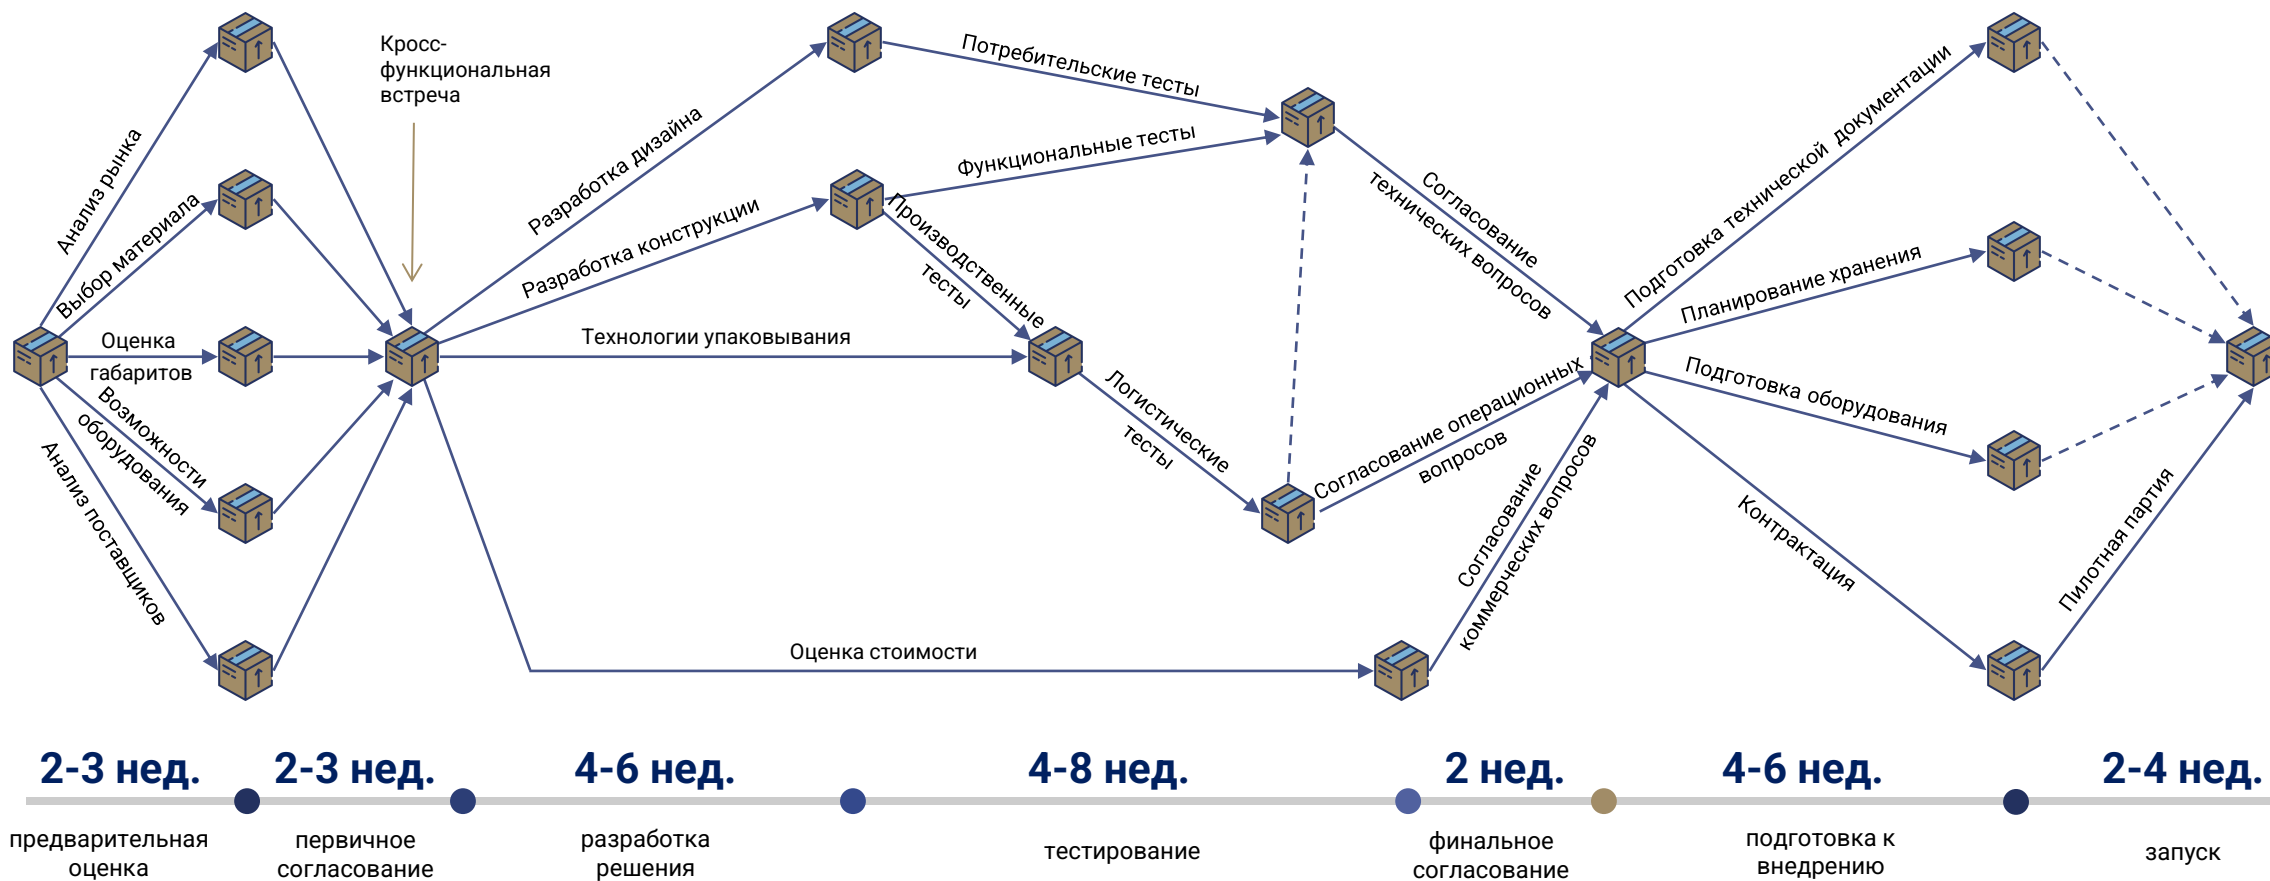 Кросс-
функциональная
встреча
Анализ рынка
Выбор материала
Оценка
габаритов
Возможности
оборудования
Анализ поставщиков
Разработка дизайна
Разработка конструкции
Технологии упаковывания
Оценка стоимости
Потребительские тесты
Функциональные тесты
Производственные
тесты
Логистические
тесты
Согласование
технических вопросов
Согласование операционных
вопросов
Согласование
коммерческих вопросов
Подготовка технической документации
Планирование хранения
Подготовка оборудования
Контрактация
Пилотная партия
2-3 нед.
2-3 нед.
4-6 нед.
4-8 нед.
2 нед.
4-6 нед.
2-4 нед.
предварительная
оценка
первичное
согласование
разработка
решения
тестирование
финальное
согласование
подготовка к
внедрению
запуск